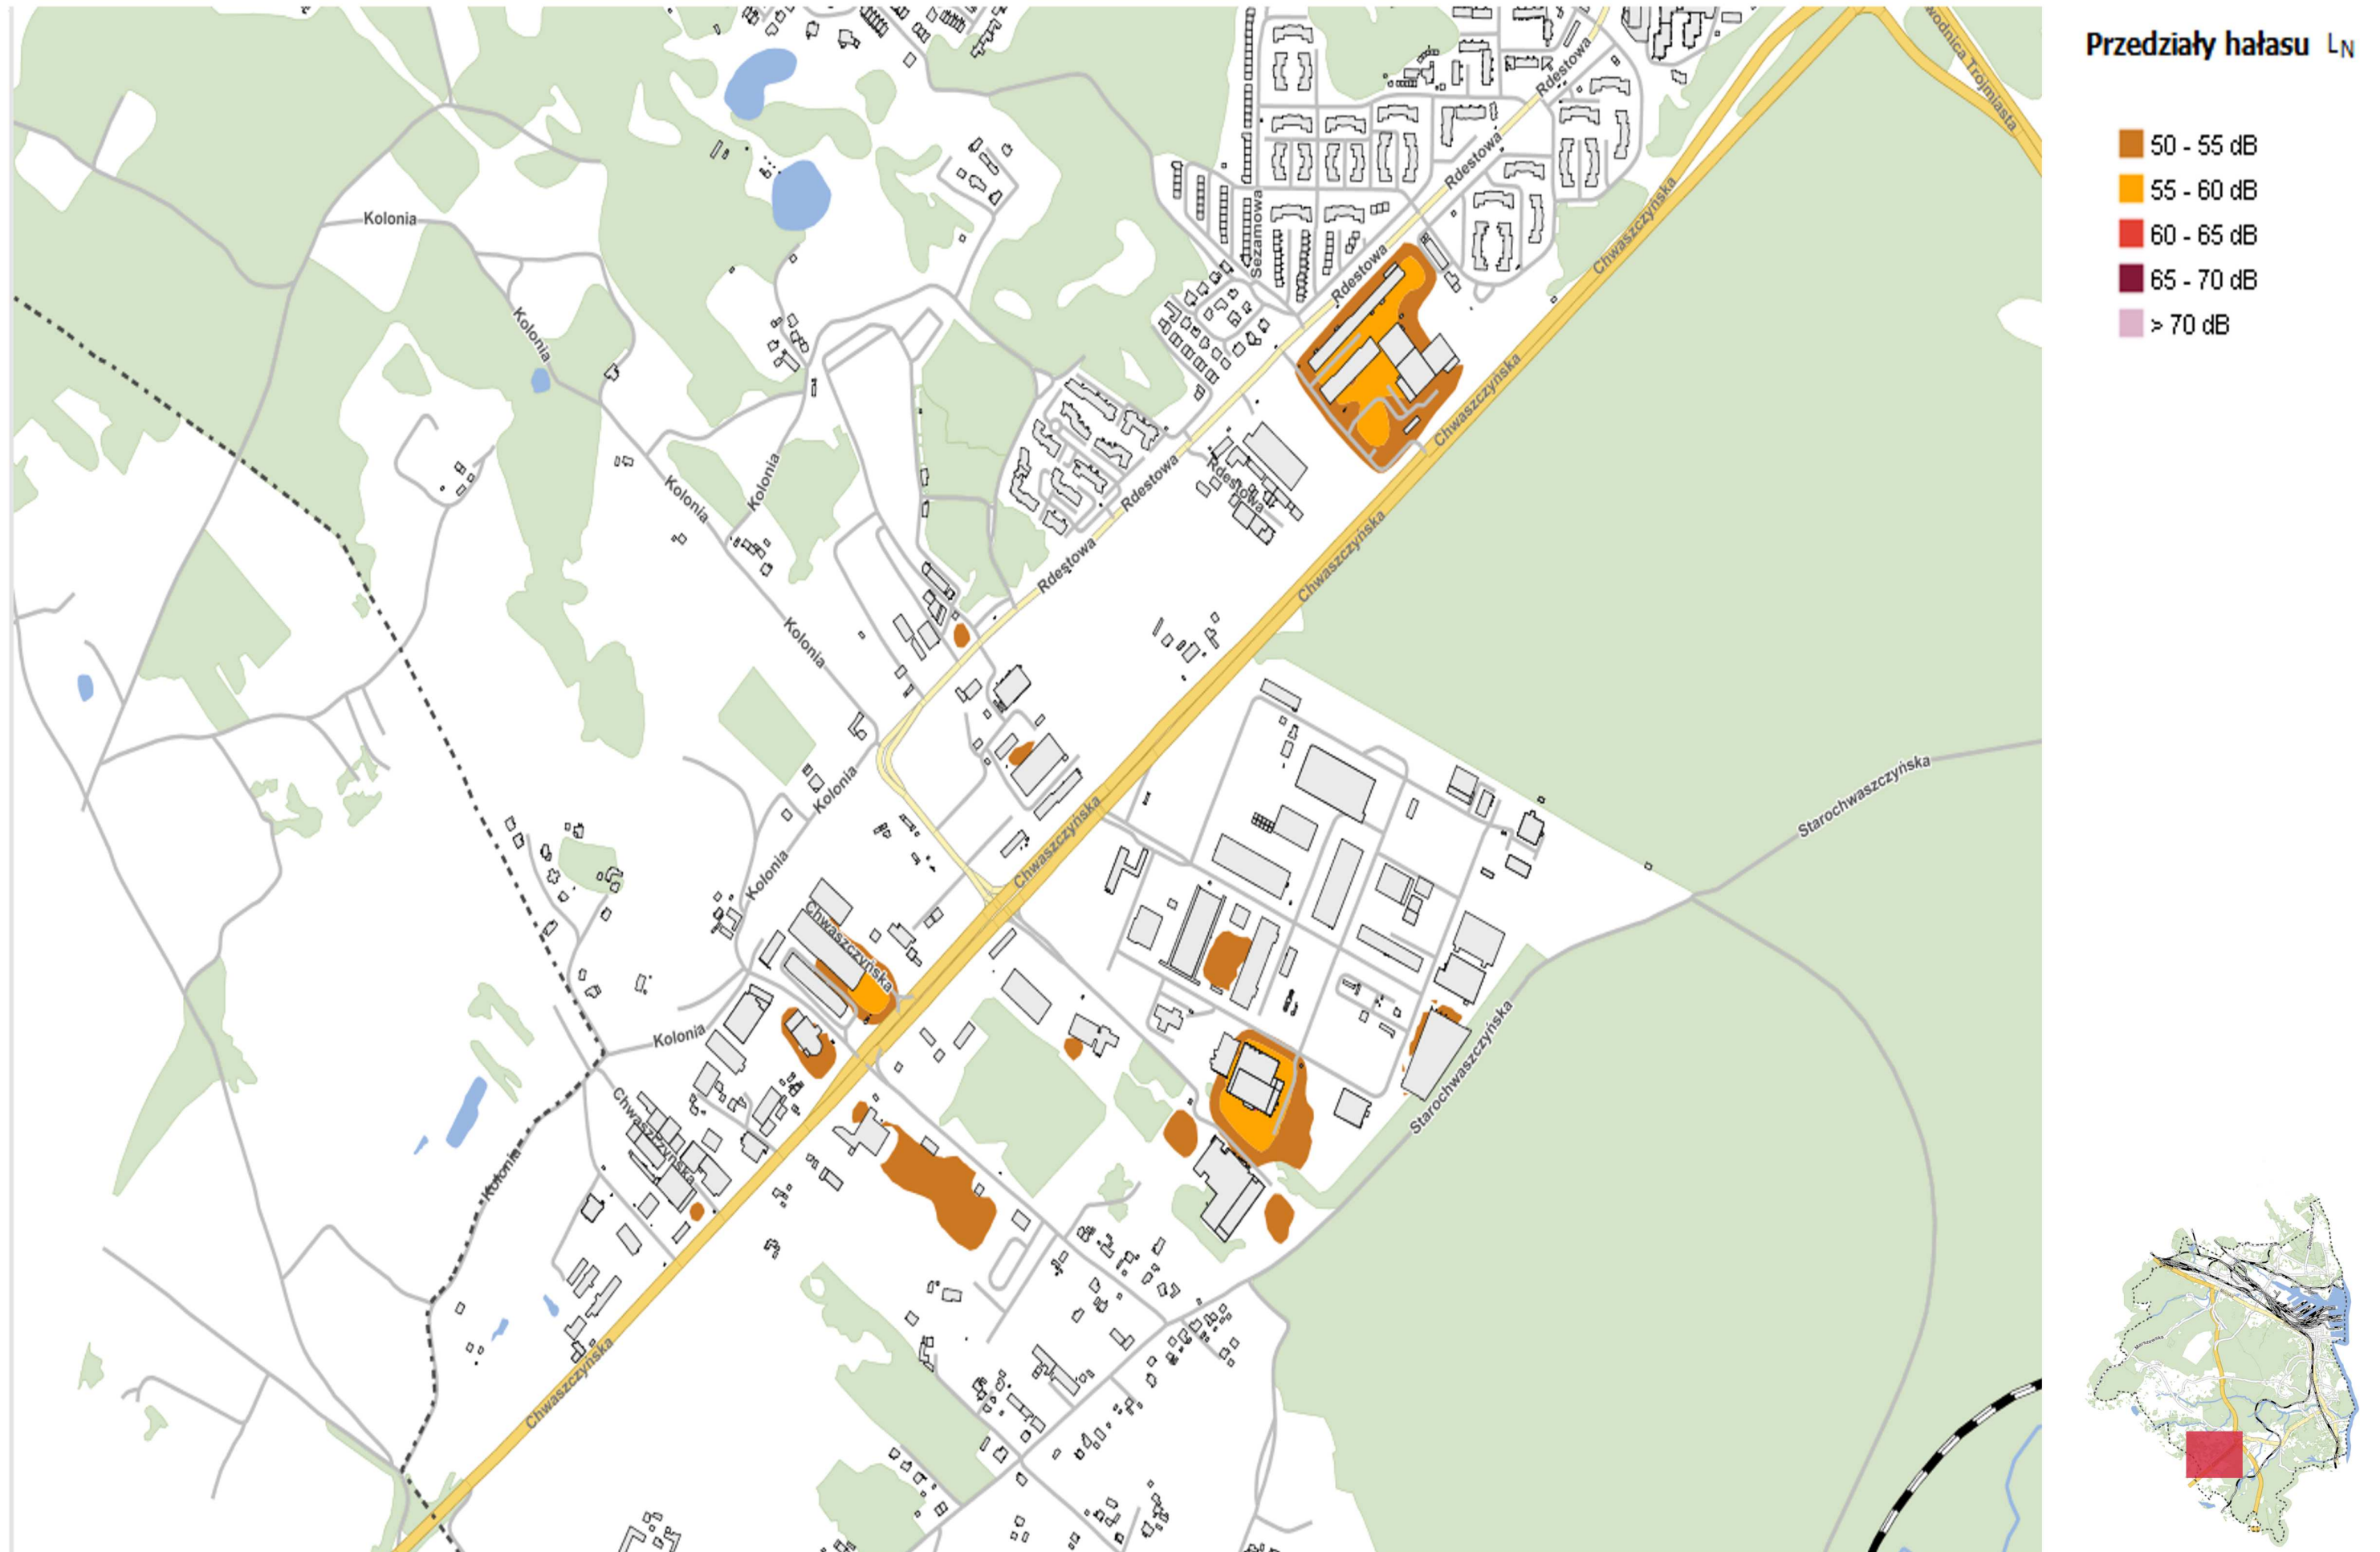 Przedziały hałasu LN
50 - 55 dB
55 - 60 dB
60 - 65 dB
65 - 70 dB
> 70 dB
wodnica Trojmiasta
Rdestowa
Rdestowa
Chwaszczyńska
Kolonia
Sezamowa
Rdestowa
Kolonia
Chwaszczyńska
Kolonia
Kolonia
Rdestowa
Rdestowa
Chwaszczyńska
Rdestowa
Kolonia
Starochwaszczyńska
Kolonia
Chwaszczyńska
Kolonia
Chwaszczyńska
Kolonia
Starochwaszczyńska
Chwaszczyńska
Kolonia
Chwaszczyńska